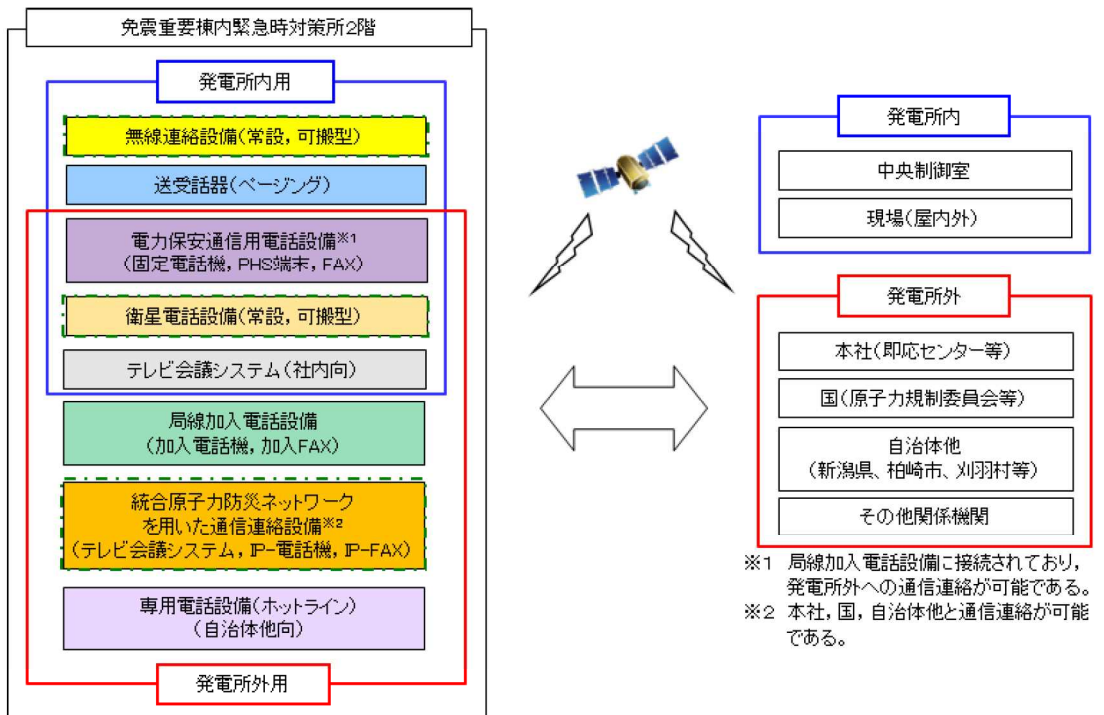 免震重要棟内緊急時対策所2階
発電所内用
無線連絡設備(常設，可搬型)
送受話器(ページング)
電力保安通信用電話設備※1
(固定電話機，PHS端末，FAX)
衛星電話設備(常設，可搬型)
テレビ会議システム(社内向)
局線加入電話設備
(加入電話機，加入FAX)
統合原子力防災ネットワーク
を用いた通信連絡設備※2
(テレビ会議システム，IP-電話機，IP-FAX)
専用電話設備(ホットライン)
(自治体他向)
発電所外用
発電所内
中央制御室
現場(屋内外)
発電所外
本社(即応センター等)
国(原子力規制委員会等)
自治体他
(新潟県、柏崎市、刈羽村等)
その他関係機関
※1 局線加入電話設備に接続されており，
発電所外への通信連絡が可能である。
※2 本社，国，自治体他と通信連絡が可能
である。